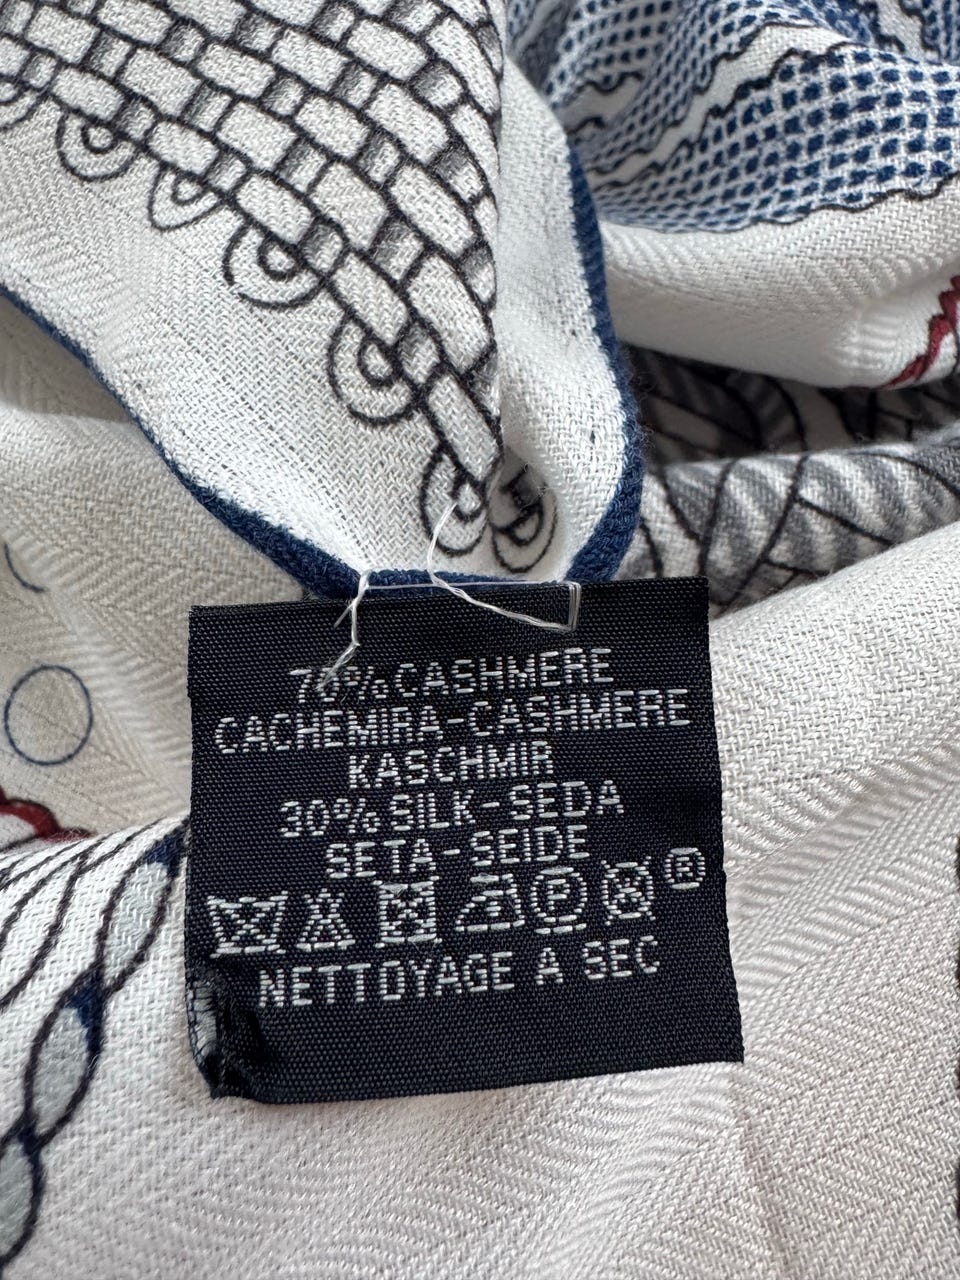 70% CASHMERE
CACHEMIRA-CASHMERE
KASCHMIR
30% SILK-SEDA
SETA-SEIDE
P ®
NETTOYAGE A SEC